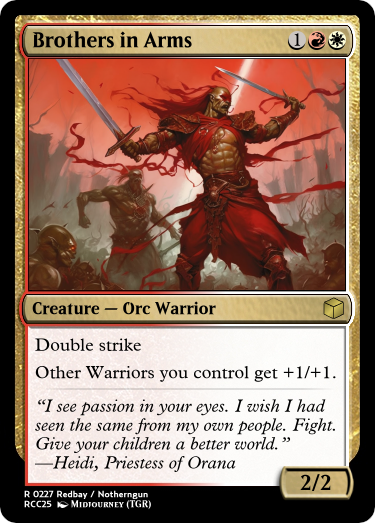 Brothers in Arms 1
Creature — Orc Warrior
Double strike
Other Warriors you control get +1/+1.
“I see passion in your eyes. I wish I had
seen the same from my own people. Fight.
Give your children a better world.”
—Heidi, Priestess of Orana
2/2
R 0227 Redbay / Notherngun
RCC25 Midjourney (TGR)